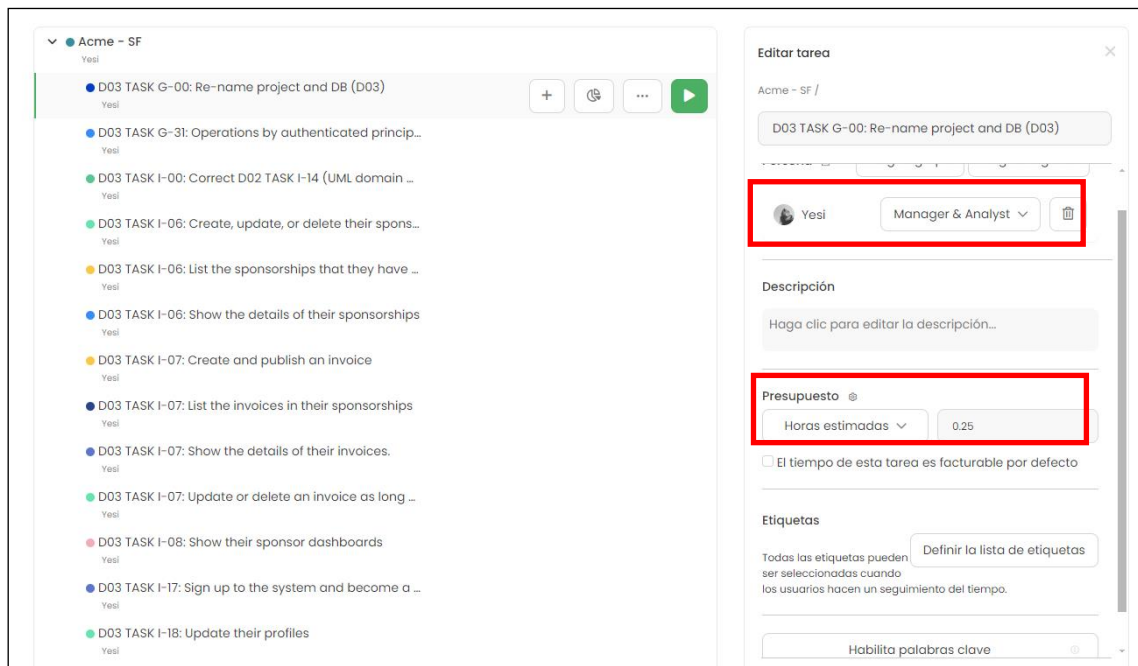 Acme - SF
Yesi
D03 TASK G-00: Re-name project and DB (D03)
Yesi
D03 TASK G-31: Operations by authenticated princip...
Yesi
D03 TASK I-00: Correct D02 TASK I-14 (UML domain ...
Yesi
D03 TASK I-06: Create, update, or delete their spons...
Yesi
D03 TASK I-06: List the sponsorships that they have ...
Yesi
D03 TASK I-06: Show the details of their sponsorships
Yesi
D03 TASK I-07: Create and publish an invoice
Yesi
D03 TASK I-07: List the invoices in their sponsorships
Yesi
D03 TASK I-07: Show the details of their invoices.
Yesi
D03 TASK I-07: Update or delete an invoice as long ...
Yesi
D03 TASK I-08: Show their sponsor dashboards
Yesi
D03 TASK I-17: Sign up to the system and become a ...
Yesi
D03 TASK I-18: Update their profiles
Yesi
Editar tarea
Acme - SF /
D03 TASK G-00: Re-name project and DB (D03)
Yesi
Manager & Analyst
Descripción
Haga clic para editar la descripción...
Presupuesto
Horas estimadas
0.25
El tiempo de esta tarea es facturable por defecto
Etiquetas
Todas las etiquetas pueden
ser seleccionadas cuando
los usuarios hacen un seguimiento del tiempo.
Definir la lista de etiquetas
Habilita palabras clave